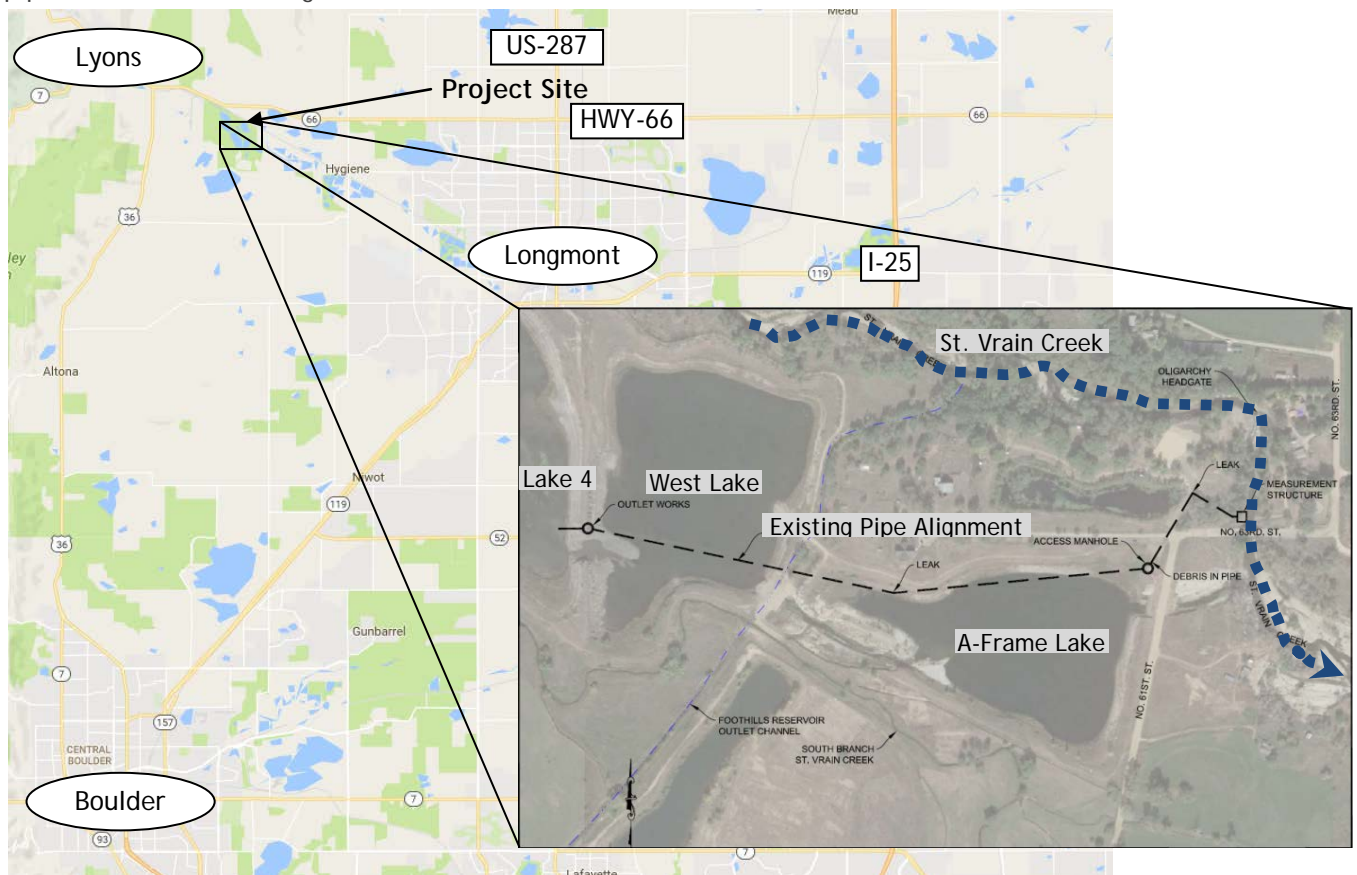 Mead
Lyons
US-287
7
Project Site
66
HWY-66
66
Hygiene
36
Longmont
I-25
119
St. Vrain Creek
OLIGARCHY
HEADGATE
NO. 63RD. ST.
Altona
LEAK
Lake 4
West Lake
MEASUREMENT
STRUCTURE
OUTLET WORKS
Existing Pipe Alignment
NO. 63RD. ST.
Niwot
ACCESS MANHOLE
119
LEAK
DEBRIS IN PIPE
52
36
ST. VRAIN CREEK
Gunbarrel
A-Frame Lake
NO. 61ST. ST.
7
157
FOOTHILLS RESERVOIR
OUTLET CHANNEL
SOUTH BRANCH
ST. VRAIN CREEK
CENTRAL
BOULDER
Boulder
7
93
7
Lafayette